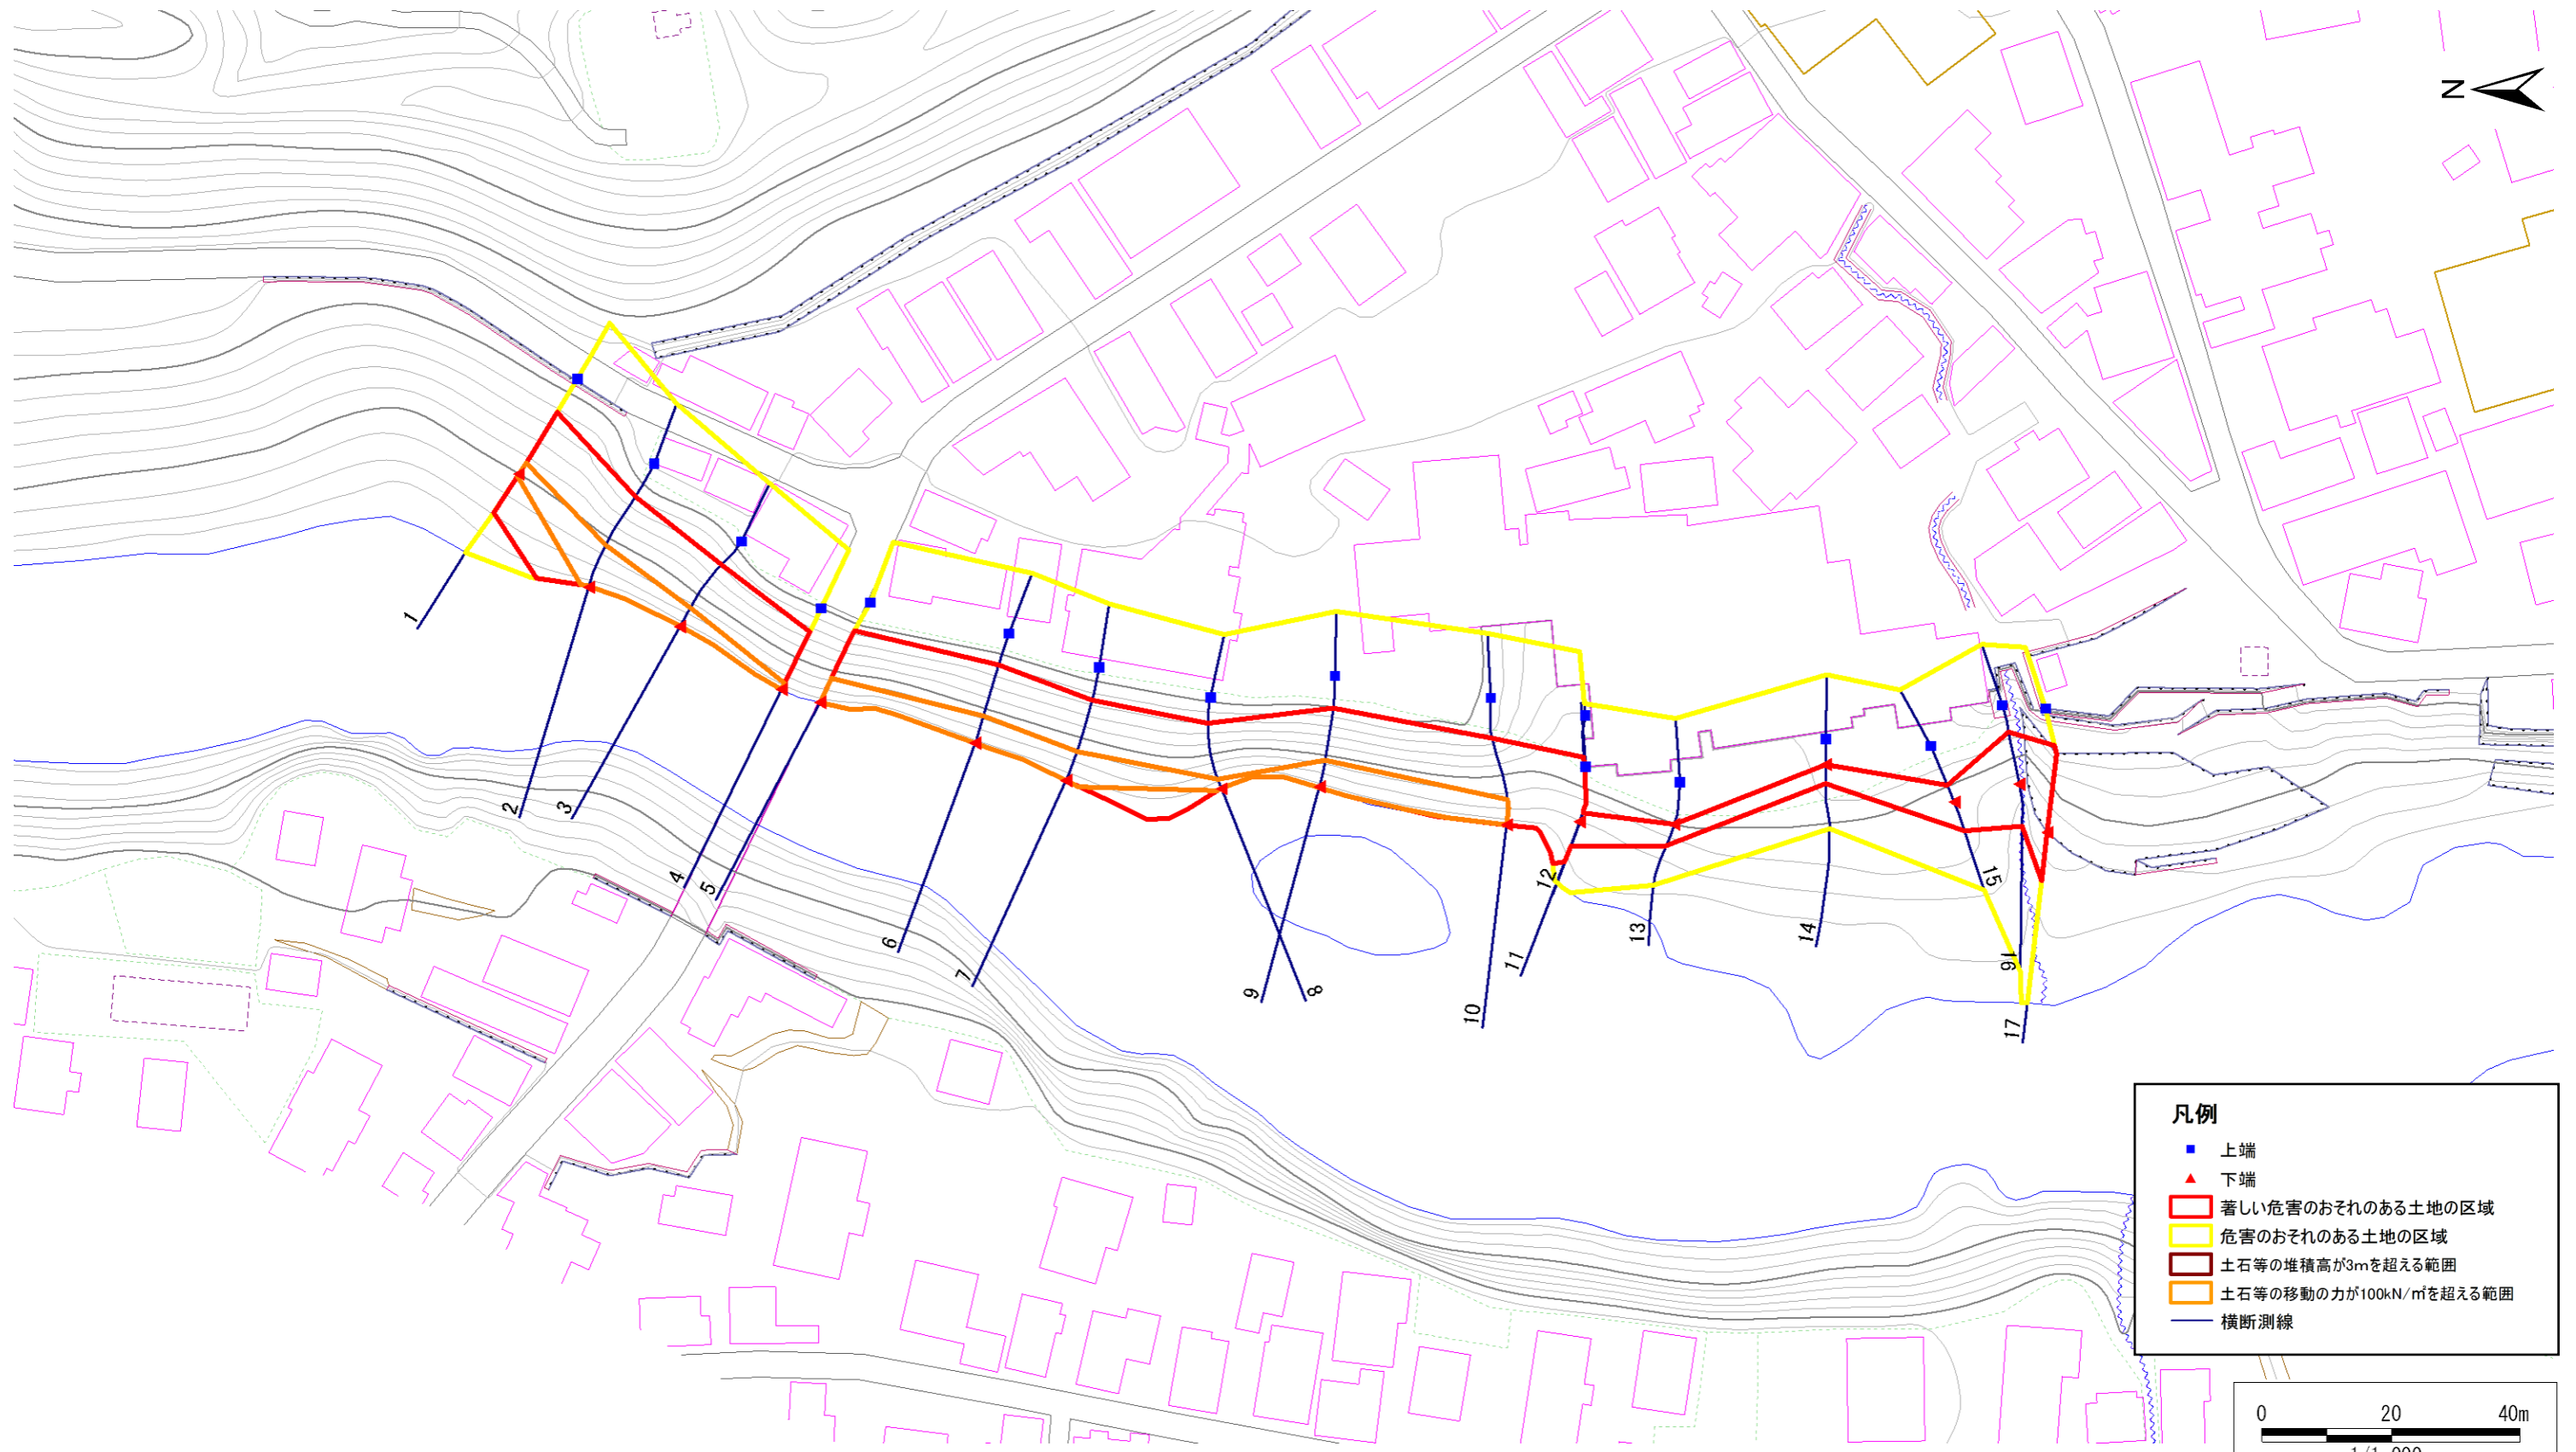 N
1
2
3
4
5
6
7
8
9
10
11
12
13
14
15
16
17
凡例
上端
下端
著しい危害のおそれのある土地の区域
危害のおそれのある土地の区域
土石等の堆積高が3mを超える範囲
土石等の移動の力が100kN/㎡を超える範囲
横断測線
0 20 40m